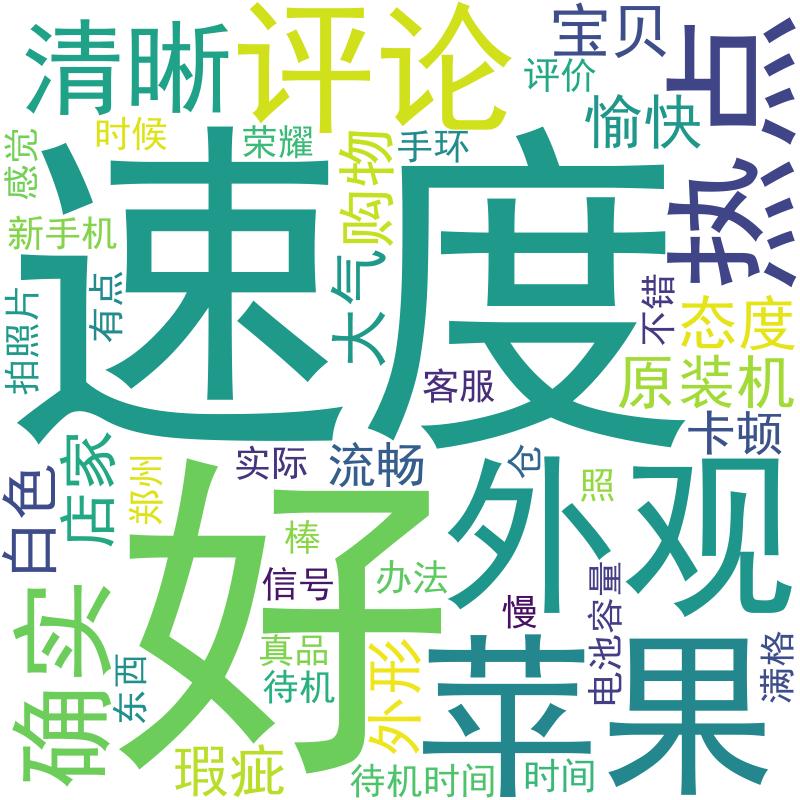 清晰
评论
宝贝
热点
评价
愉快
时候
荣耀
手环
购物
感觉
速度
新手机
有点
大气
拍照片
不错
态度
客服
原装机
卡顿
店家
白色
郑州
实际
流畅
仓
外观
照
好
棒
信号
办法
慢
电池容量
确实
真品
待机
外形
苹果
满格
东西
瑕疵
待机时间
时间